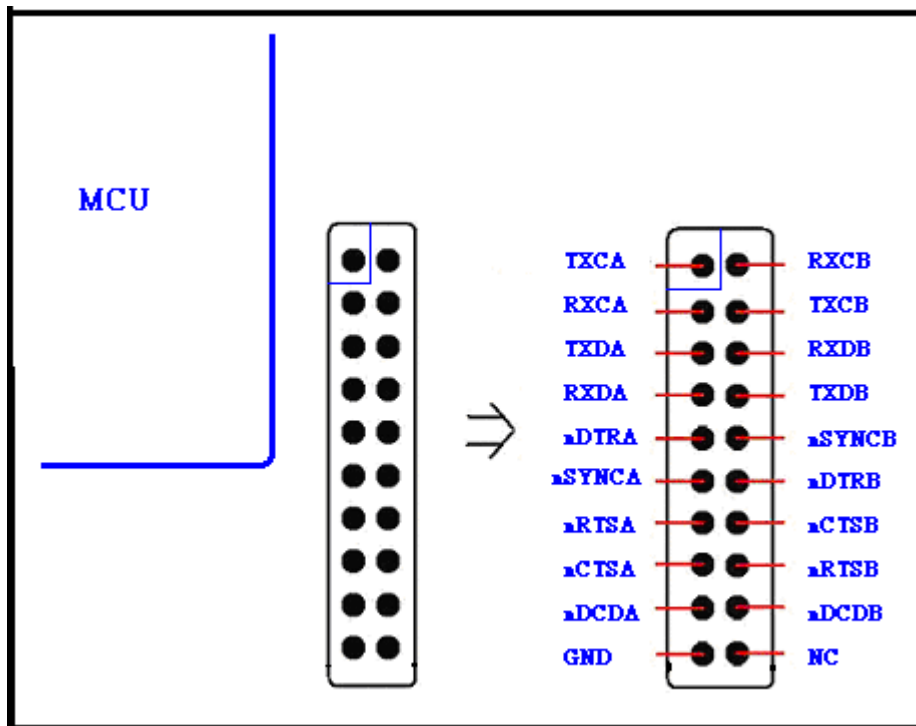 MCU
TXCA RXCB
RXCA TXCB
TXDA RXDB
RXDA TXDB
nDTRA nSYNCB
nSYNCA nDTRB
nRTSA nCTSB
nCTSA nRTSB
nDCDA nDCDB
GND NC